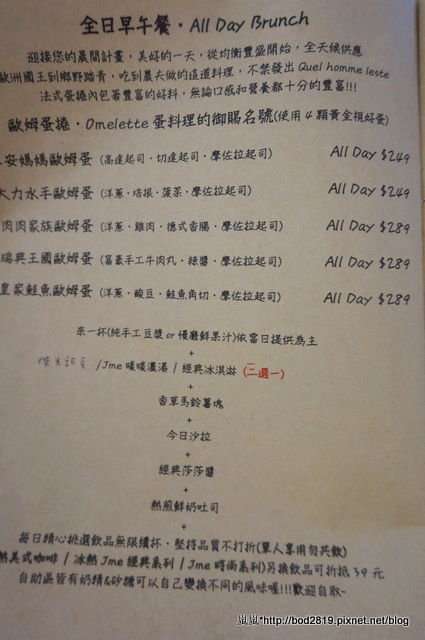 全日早午餐・All Day Brunch
迎接您的晨間計畫，美好的一天，從均衡豐盛開始，全天候供應
歐洲國王到鄉野踏青，吃到農夫做的這道料理，不禁發出 Quel homme leste
法式蛋捲內包著豐富的好料，無論口感和營養都十分的豐富!!!
歐姆蛋捲・Omelette 蛋料理的御賜名號(使用 4 顆黃金視好蛋)
安媽媽歐姆蛋 (高達起司・切達起司・摩佐拉起司) All Day $249
大力水手歐姆蛋 (洋蔥・培根・菠菜・摩佐拉起司) All Day $249
肉肉家族歐姆蛋 (洋蔥・雞肉・德式香腸・摩佐拉起司) All Day $289
瑞典王國歐姆蛋 (富豪手工牛肉丸・辣醬・摩佐拉起司) All Day $289
皇家鮭魚歐姆蛋 (洋蔥・酸豆・鮭魚角切・摩佐拉起司) All Day $289
來一杯(純手工豆漿 or 慢磨鮮果汁)依當日提供為主
+
/Jme 暖暖濃湯 / 經典冰淇淋 (二選一)
+
香草馬鈴薯塊
+
今日沙拉
+
經典莎莎醬
+
熱煎鮮奶吐司
+
每日精心挑選飲品無限續杯・堅持品質不打折(單人享用勿共飲)
熱美式咖啡 / 冰熱 Jme 經典系列 / Jme 時尚系列)另換飲品可折抵 39 元
自助區皆有奶精&砂糖可以自己變換不同的風味喔!!!歡迎自取~
嵐嵐*http://bod2819.pixnet.net/blog